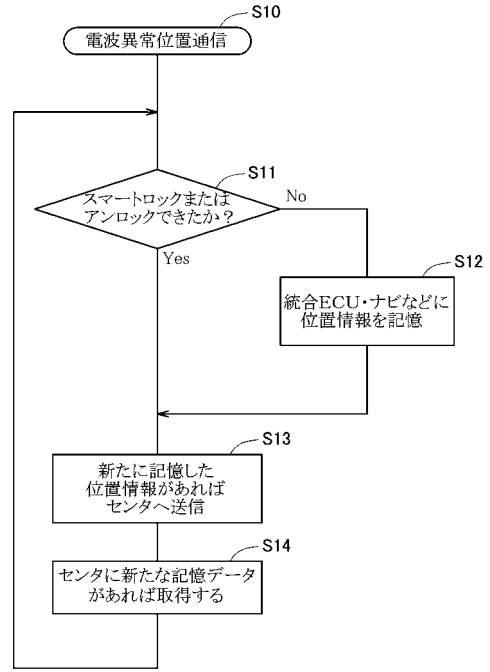 S10
電波異常位置通信
S11
スマートロックまたは
アンロックできたか？
No
Yes
S12
統合ECU・ナビなどに
位置情報を記憶
S13
新たに記憶した
位置情報があれば
センタへ送信
S14
センタに新たな記憶データ
があれば取得する